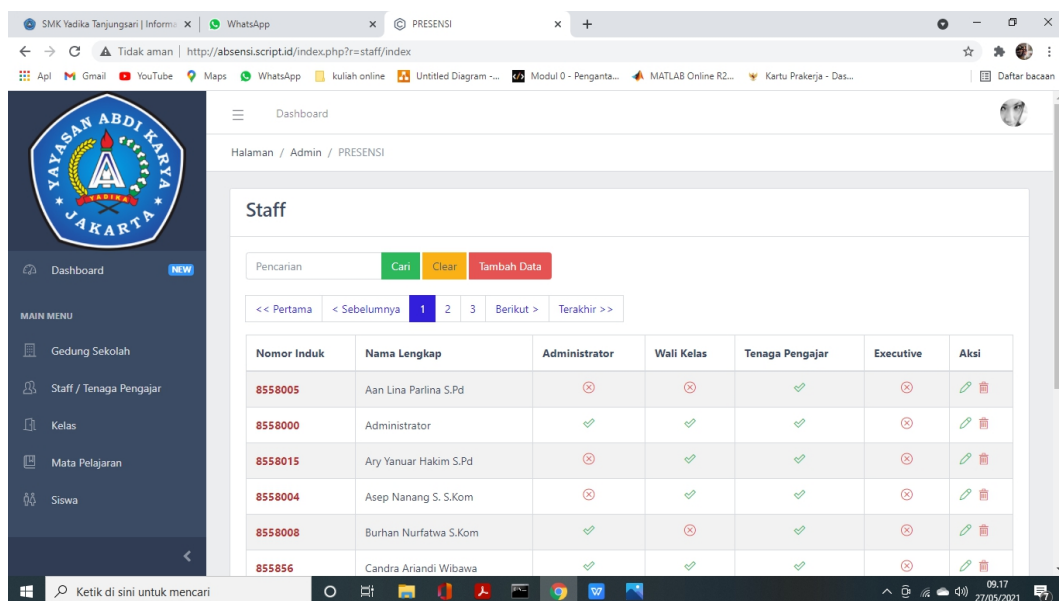 SMK Yadika Tanjungsari | Informa
WhatsApp
PRESENSI
Tidak aman | http://absensi.script.id/index.php?r=staff/index
Apl Gmail YouTube Maps WhatsApp kuliah online Untitled Diagram -... Modul 0 - Penganta... MATLAB Online R2... Kartu Prakerja - Das... Daftar bacaan
YAYASAN ABDI KARYA
YADIKA
* JAKARTA *
Dashboard NEW
MAIN MENU
Gedung Sekolah
Staff / Tenaga Pengajar
Kelas
Mata Pelajaran
Siswa
Dashboard
Halaman / Admin / PRESENSI
Staff
Pencarian Cari Clear Tambah Data
<< Pertama < Sebelumnya 1 2 3 Berikut > Terakhir >>
Nomor Induk Nama Lengkap Administrator Wali Kelas Tenaga Pengajar Executive Aksi
8558005 Aan Lina Parlina S.Pd
8558000 Administrator
8558015 Ary Yanuar Hakim S.Pd
8558004 Asep Nanang S. S.Kom
8558008 Burhan Nurfatwa S.Kom
855856 Candra Ariandi Wibawa
Ketik di sini untuk mencari
09.17
27/05/2021